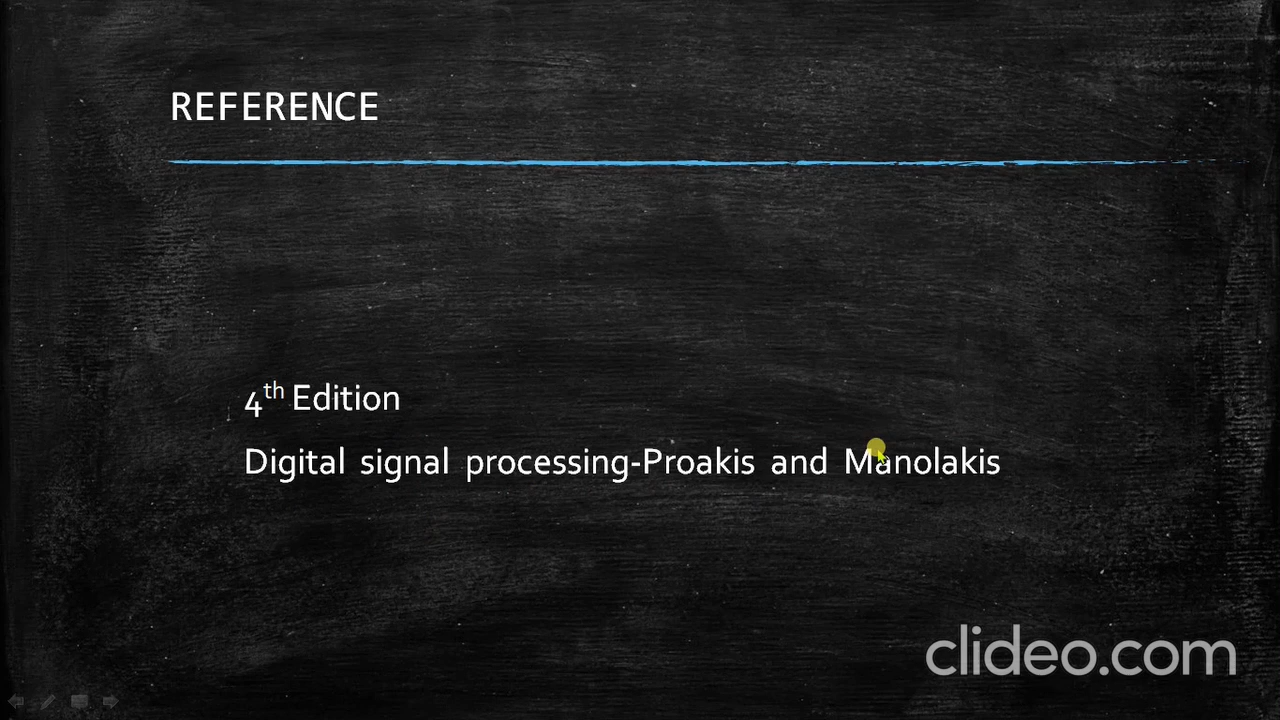 REFERENCE
4th Edition
Digital signal processing-Proakis and Manolakis
clideo.com